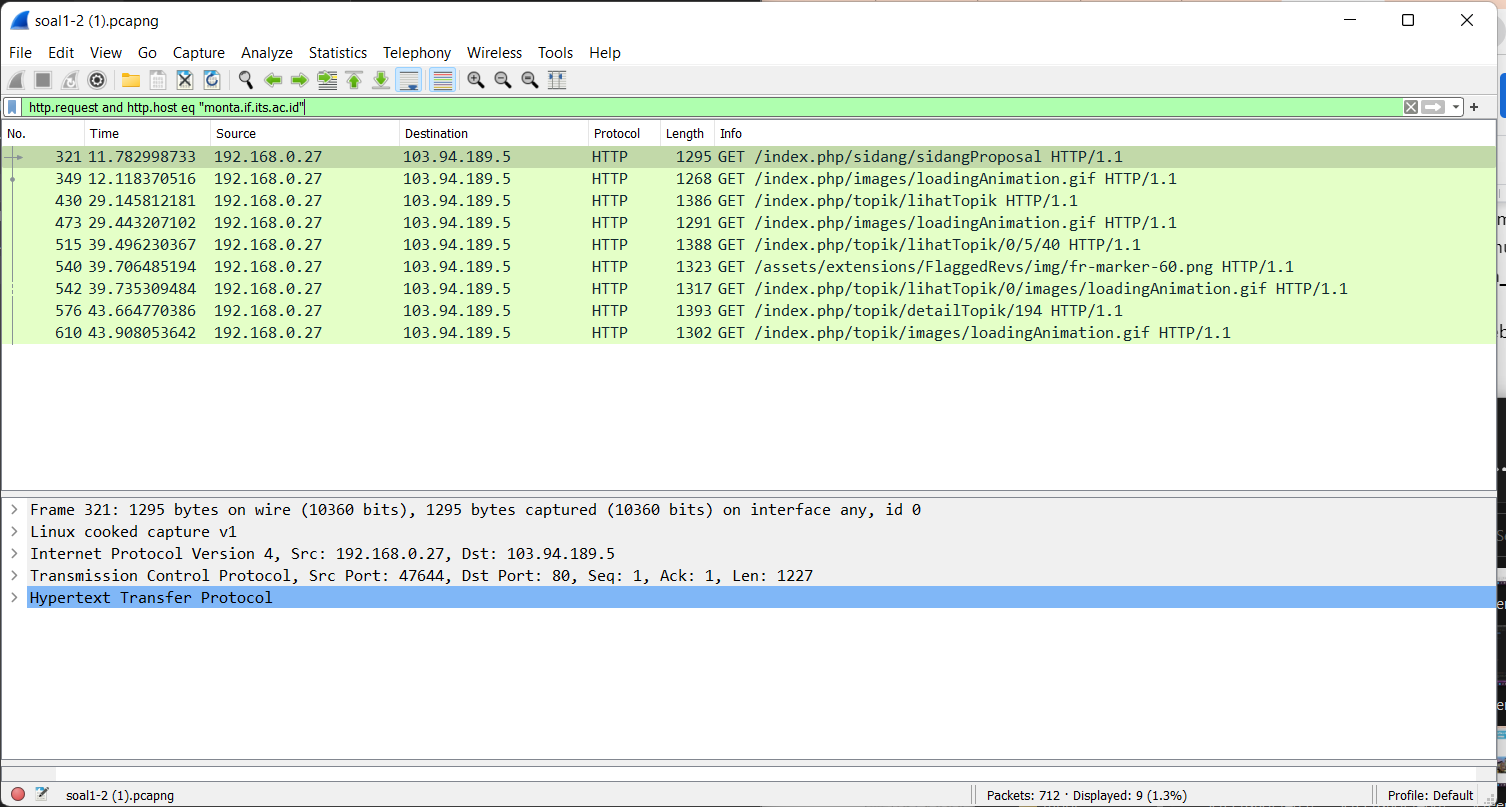 soal1-2 (1).pcapng
File Edit View Go Capture Analyze Statistics Telephony Wireless Tools Help
http.request and http.host eq "monta.if.its.ac.id"
No. Time Source Destination Protocol Length Info
321 11.782998733 192.168.0.27 103.94.189.5 HTTP 1295 GET /index.php/sidang/sidangProposal HTTP/1.1
349 12.118370516 192.168.0.27 103.94.189.5 HTTP 1268 GET /index.php/images/loadingAnimation.gif HTTP/1.1
430 29.145812181 192.168.0.27 103.94.189.5 HTTP 1386 GET /index.php/topik/lihatTopik HTTP/1.1
473 29.443207102 192.168.0.27 103.94.189.5 HTTP 1291 GET /index.php/images/loadingAnimation.gif HTTP/1.1
515 39.496230367 192.168.0.27 103.94.189.5 HTTP 1388 GET /index.php/topik/lihatTopik/0/5/40 HTTP/1.1
540 39.706485194 192.168.0.27 103.94.189.5 HTTP 1323 GET /assets/extensions/FlaggedRevs/img/fr-marker-60.png HTTP/1.1
542 39.735309484 192.168.0.27 103.94.189.5 HTTP 1317 GET /index.php/topik/lihatTopik/0/images/loadingAnimation.gif HTTP/1.1
576 43.664770386 192.168.0.27 103.94.189.5 HTTP 1393 GET /index.php/topik/detailTopik/194 HTTP/1.1
610 43.908053642 192.168.0.27 103.94.189.5 HTTP 1302 GET /index.php/topik/images/loadingAnimation.gif HTTP/1.1
Frame 321: 1295 bytes on wire (10360 bits), 1295 bytes captured (10360 bits) on interface any, id 0
Linux cooked capture v1
Internet Protocol Version 4, Src: 192.168.0.27, Dst: 103.94.189.5
Transmission Control Protocol, Src Port: 47644, Dst Port: 80, Seq: 1, Ack: 1, Len: 1227
Hypertext Transfer Protocol
soal1-2 (1).pcapng Packets: 712 · Displayed: 9 (1.3%) Profile: Default